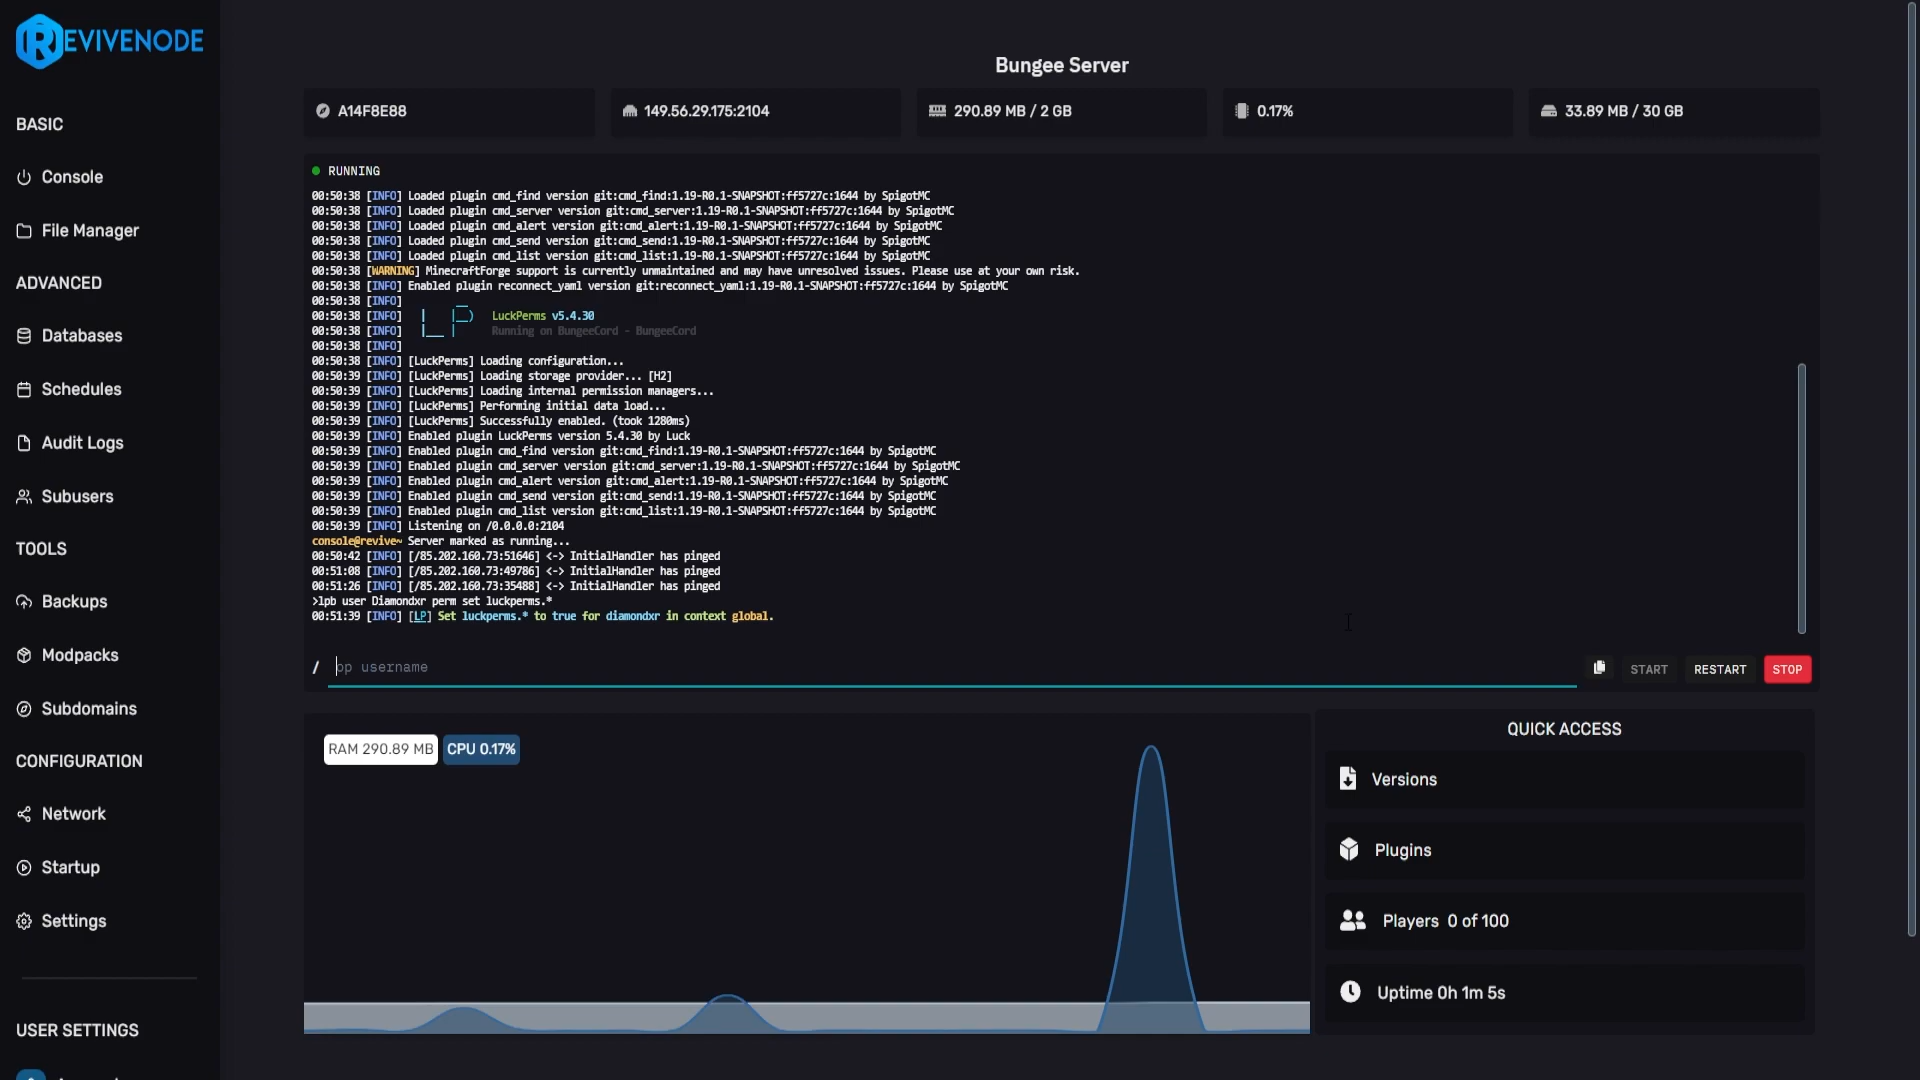 REVIVENODE
BASIC
Console
File Manager
ADVANCED
Databases
Schedules
Audit Logs
Subusers
TOOLS
Backups
Modpacks
Subdomains
CONFIGURATION
Network
Startup
Settings
USER SETTINGS
Bungee Server
A14F8E88
149.56.29.175:2104
290.89 MB / 2 GB
0.17%
33.89 MB / 30 GB
RUNNING
00:50:38 [INFO] Loaded plugin cmd_find version git:cmd_find:1.19-R0.1-SNAPSHOT:ff5727c:1644 by SpigotMC
00:50:38 [INFO] Loaded plugin cmd_server version git:cmd_server:1.19-R0.1-SNAPSHOT:ff5727c:1644 by SpigotMC
00:50:38 [INFO] Loaded plugin cmd_alert version git:cmd_alert:1.19-R0.1-SNAPSHOT:ff5727c:1644 by SpigotMC
00:50:38 [INFO] Loaded plugin cmd_send version git:cmd_send:1.19-R0.1-SNAPSHOT:ff5727c:1644 by SpigotMC
00:50:38 [INFO] Loaded plugin cmd_list version git:cmd_list:1.19-R0.1-SNAPSHOT:ff5727c:1644 by SpigotMC
00:50:38 [WARNING] MinecraftForge support is currently unmaintained and may have unresolved issues. Please use at your own risk.
00:50:38 [INFO] Enabled plugin reconnect_yaml version git:reconnect_yaml:1.19-R0.1-SNAPSHOT:ff5727c:1644 by SpigotMC
00:50:38 [INFO]
00:50:38 [INFO] LuckPerms v5.4.30
00:50:38 [INFO] Running on BungeeCord - BungeeCord
00:50:38 [INFO]
00:50:38 [INFO] [LuckPerms] Loading configuration...
00:50:39 [INFO] [LuckPerms] Loading storage provider... [H2]
00:50:39 [INFO] [LuckPerms] Loading internal permission managers...
00:50:39 [INFO] [LuckPerms] Performing initial data load...
00:50:39 [INFO] [LuckPerms] Successfully enabled. (took 1280ms)
00:50:39 [INFO] Enabled plugin LuckPerms version 5.4.30 by Luck
00:50:39 [INFO] Enabled plugin cmd_find version git:cmd_find:1.19-R0.1-SNAPSHOT:ff5727c:1644 by SpigotMC
00:50:39 [INFO] Enabled plugin cmd_server version git:cmd_server:1.19-R0.1-SNAPSHOT:ff5727c:1644 by SpigotMC
00:50:39 [INFO] Enabled plugin cmd_alert version git:cmd_alert:1.19-R0.1-SNAPSHOT:ff5727c:1644 by SpigotMC
00:50:39 [INFO] Enabled plugin cmd_send version git:cmd_send:1.19-R0.1-SNAPSHOT:ff5727c:1644 by SpigotMC
00:50:39 [INFO] Enabled plugin cmd_list version git:cmd_list:1.19-R0.1-SNAPSHOT:ff5727c:1644 by SpigotMC
00:50:39 [INFO] Listening on /0.0.0.0:2104
console@revive~ Server marked as running...
00:50:42 [INFO] [/85.202.160.73:51646] <-> InitialHandler has pinged
00:51:08 [INFO] [/85.202.160.73:49786] <-> InitialHandler has pinged
00:51:26 [INFO] [/85.202.160.73:35488] <-> InitialHandler has pinged
>lpb user Diamondxr perm set luckperms.*
00:51:39 [INFO] [LP] Set luckperms.* to true for diamondxr in context global.
/ op username
START
RESTART
STOP
RAM 290.89 MB
CPU 0.17%
QUICK ACCESS
Versions
Plugins
Players 0 of 100
Uptime 0h 1m 5s